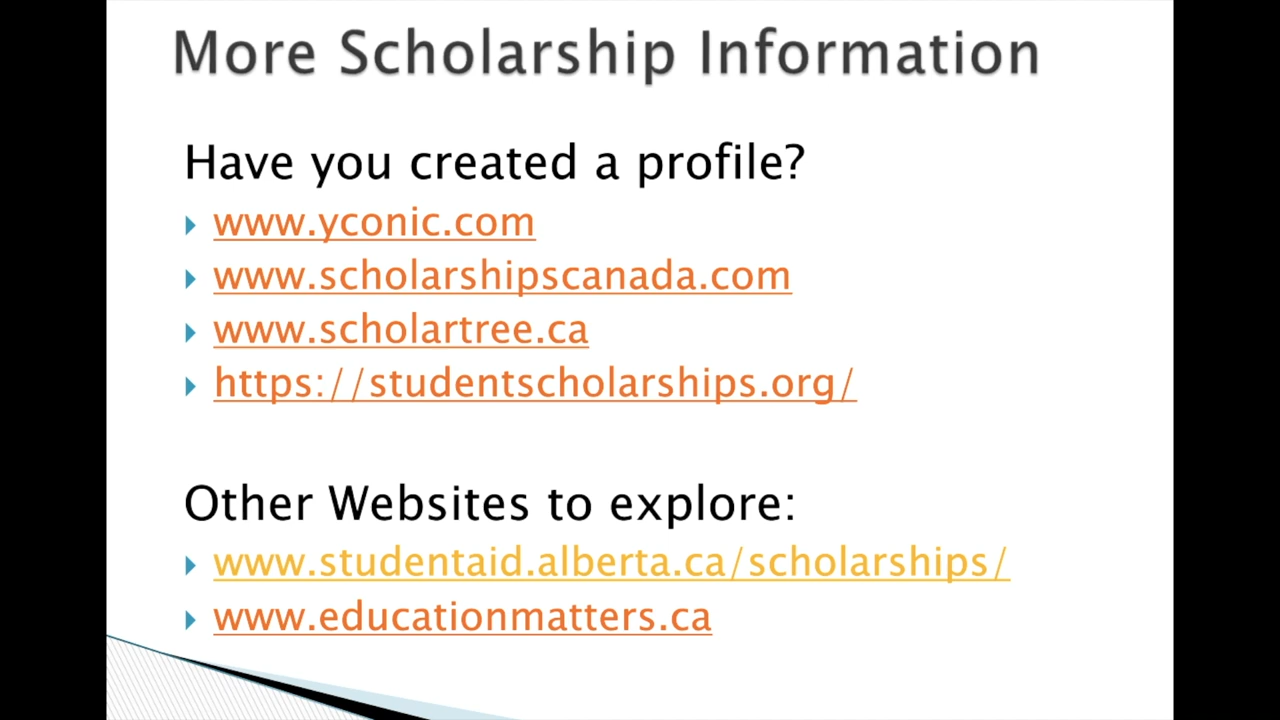 More Scholarship Information
Have you created a profile?
www.yconic.com
www.scholarshipscanada.com
www.scholartree.ca
https://studentscholarships.org/
Other Websites to explore:
www.studentaid.alberta.ca/scholarships/
www.educationmatters.ca